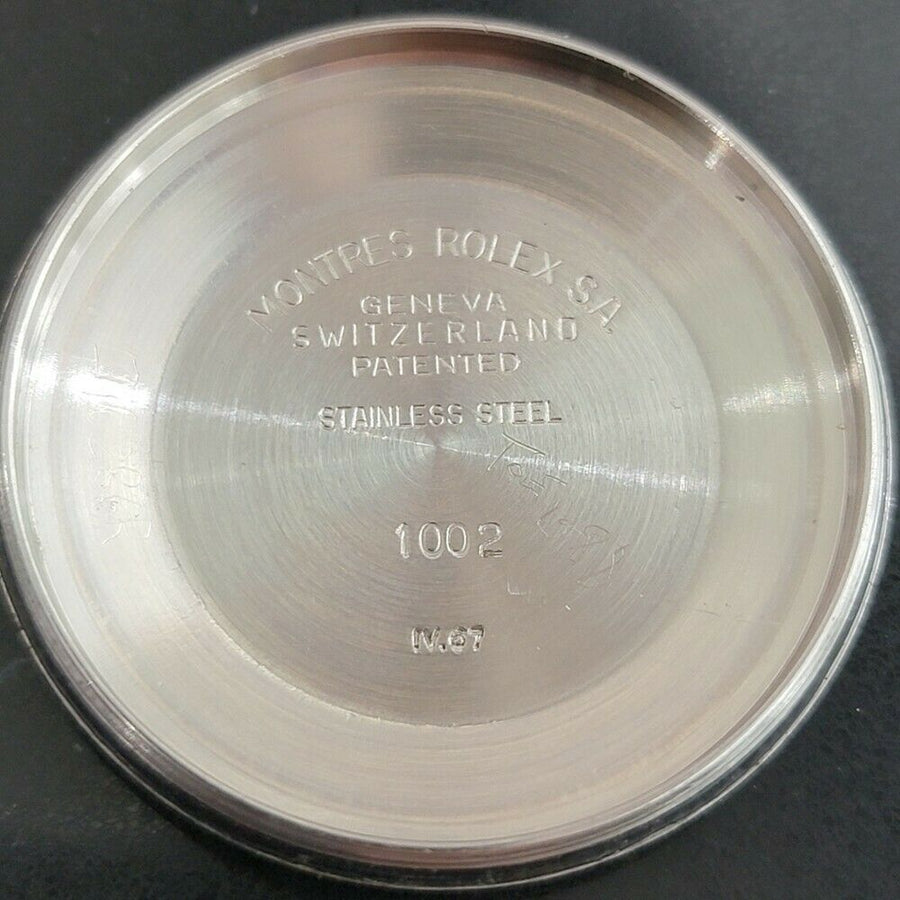 MONTRES ROLEX S.A.
GENEVA
SWITZERLAND
PATENTED
STAINLESS STEEL
1002
IV.67